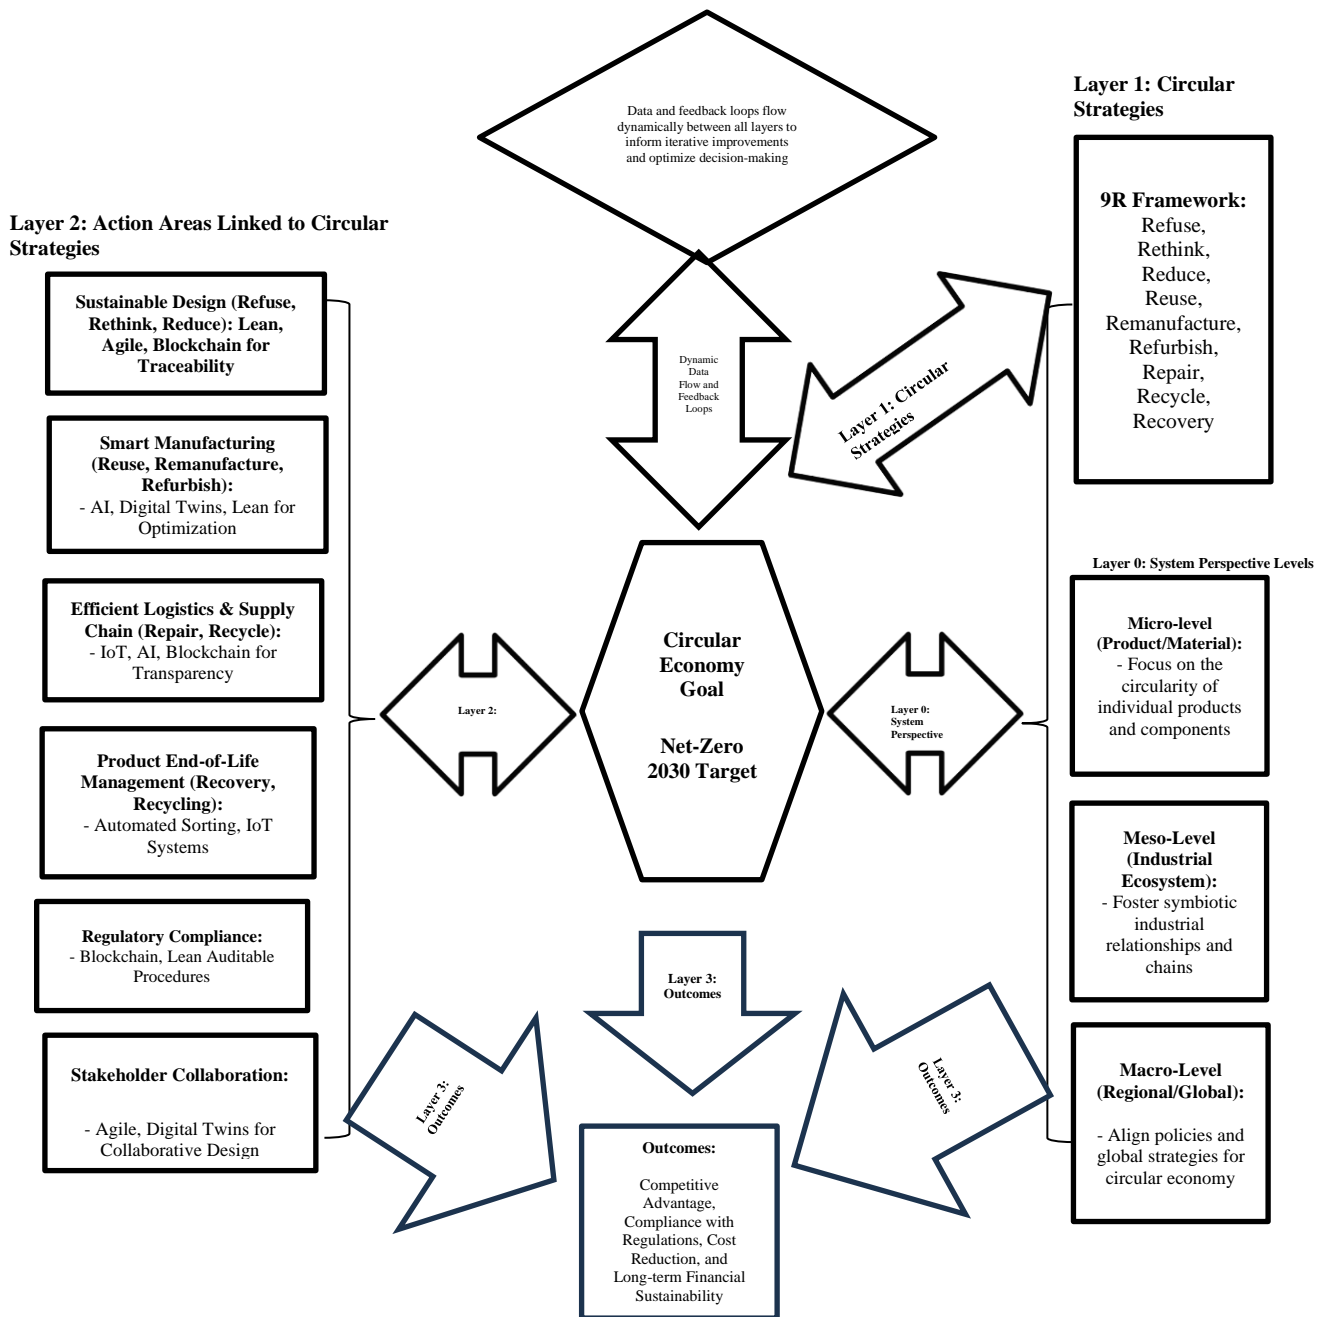 Data and feedback loops flow
dynamically between all layers to
inform iterative improvements
and optimize decision-making
Layer 1: Circular
Strategies
9R Framework:
Refuse,
Rethink,
Reduce,
Reuse,
Remanufacture,
Refurbish,
Repair,
Recycle,
Recovery
Layer 2: Action Areas Linked to Circular
Strategies
Sustainable Design (Refuse,
Rethink, Reduce): Lean,
Agile, Blockchain for
Traceability
Smart Manufacturing
(Reuse, Remanufacture,
Refurbish):
- AI, Digital Twins, Lean for
Optimization
Efficient Logistics & Supply
Chain (Repair, Recycle):
- IoT, AI, Blockchain for
Transparency
Product End-of-Life
Management (Recovery,
Recycling):
- Automated Sorting, IoT
Systems
Regulatory Compliance:
- Blockchain, Lean Auditable
Procedures
Stakeholder Collaboration:
- Agile, Digital Twins for
Collaborative Design
Dynamic
Data
Flow and
Feedback
Loops
Layer 1: Circular
Strategies
Layer 2:
Circular
Economy
Goal
Net-Zero
2030 Target
Layer 0:
System
Perspective
Layer 0: System Perspective Levels
Micro-level
(Product/Material):
- Focus on the
circularity of
individual products
and components
Meso-Level
(Industrial
Ecosystem):
- Foster symbiotic
industrial
relationships and
chains
Macro-Level
(Regional/Global):
- Align policies and
global strategies for
circular economy
Layer 3:
Outcomes
Layer 3:
Outcomes
Layer 3:
Outcomes
Outcomes:
Competitive
Advantage,
Compliance with
Regulations, Cost
Reduction, and
Long-term Financial
Sustainability